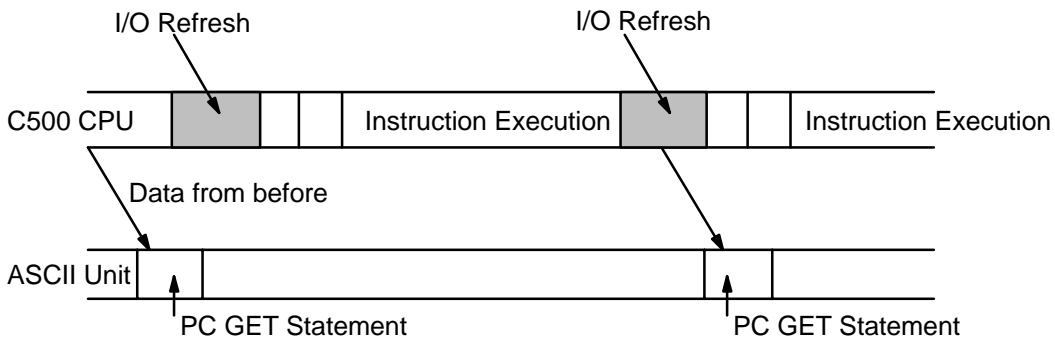 I/O Refresh
I/O Refresh
C500 CPU
Instruction Execution
Instruction Execution
Data from before
ASCII Unit
PC GET Statement
PC GET Statement